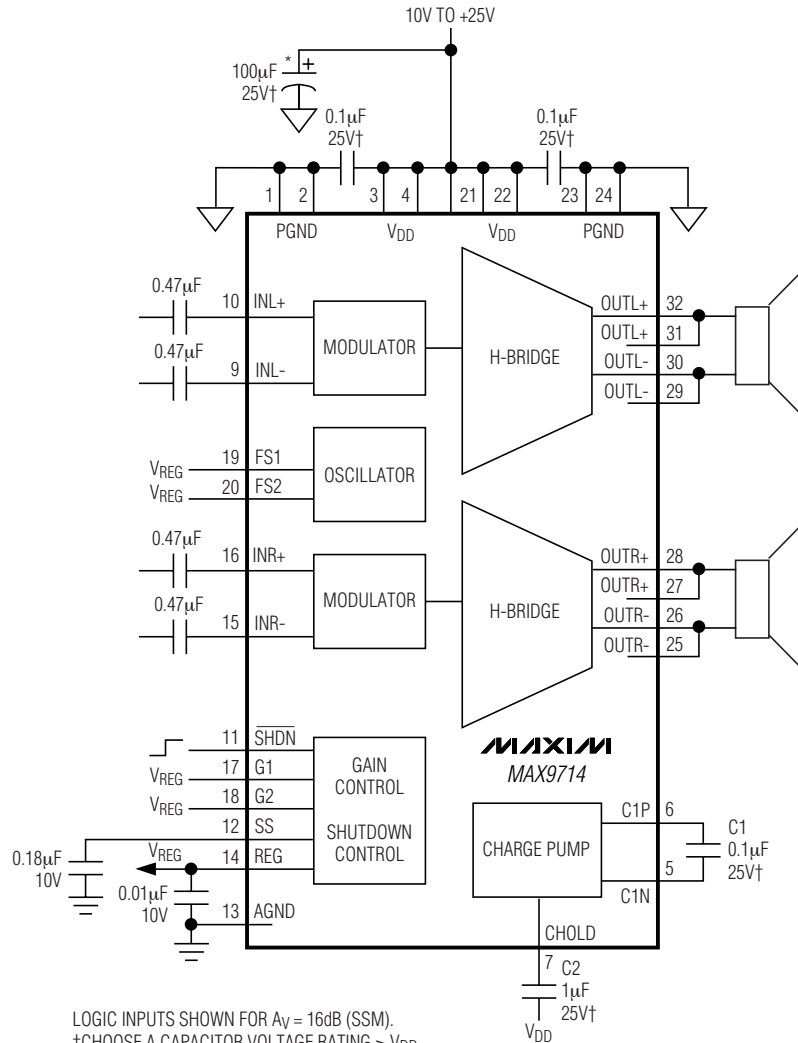 10V TO +25V
* +
100µF
25V†
0.1µF
25V†
0.1µF
25V†
1 2 3 4 21 22 23 24
PGND VDD VDD PGND
0.47µF
10 INL+
0.47µF
9 INL-
MODULATOR
H-BRIDGE
OUTL+ 32
OUTL+ 31
OUTL- 30
OUTL- 29
VREG 19 FS1
VREG 20 FS2
OSCILLATOR
0.47µF
16 INR+
0.47µF
15 INR-
MODULATOR
H-BRIDGE
OUTR+ 28
OUTR+ 27
OUTR- 26
OUTR- 25
11 SHDN
VREG 17 G1
VREG 18 G2
12 SS
VREG 14 REG
13 AGND
GAIN
CONTROL
SHUTDOWN
CONTROL
0.18µF
10V
0.01µF
10V
MAXIM
MAX9714
CHARGE PUMP
C1P 6
C1
0.1µF
25V†
5
C1N
CHOLD
7
C2
1µF
25V†
VDD
LOGIC INPUTS SHOWN FOR AV = 16dB (SSM).